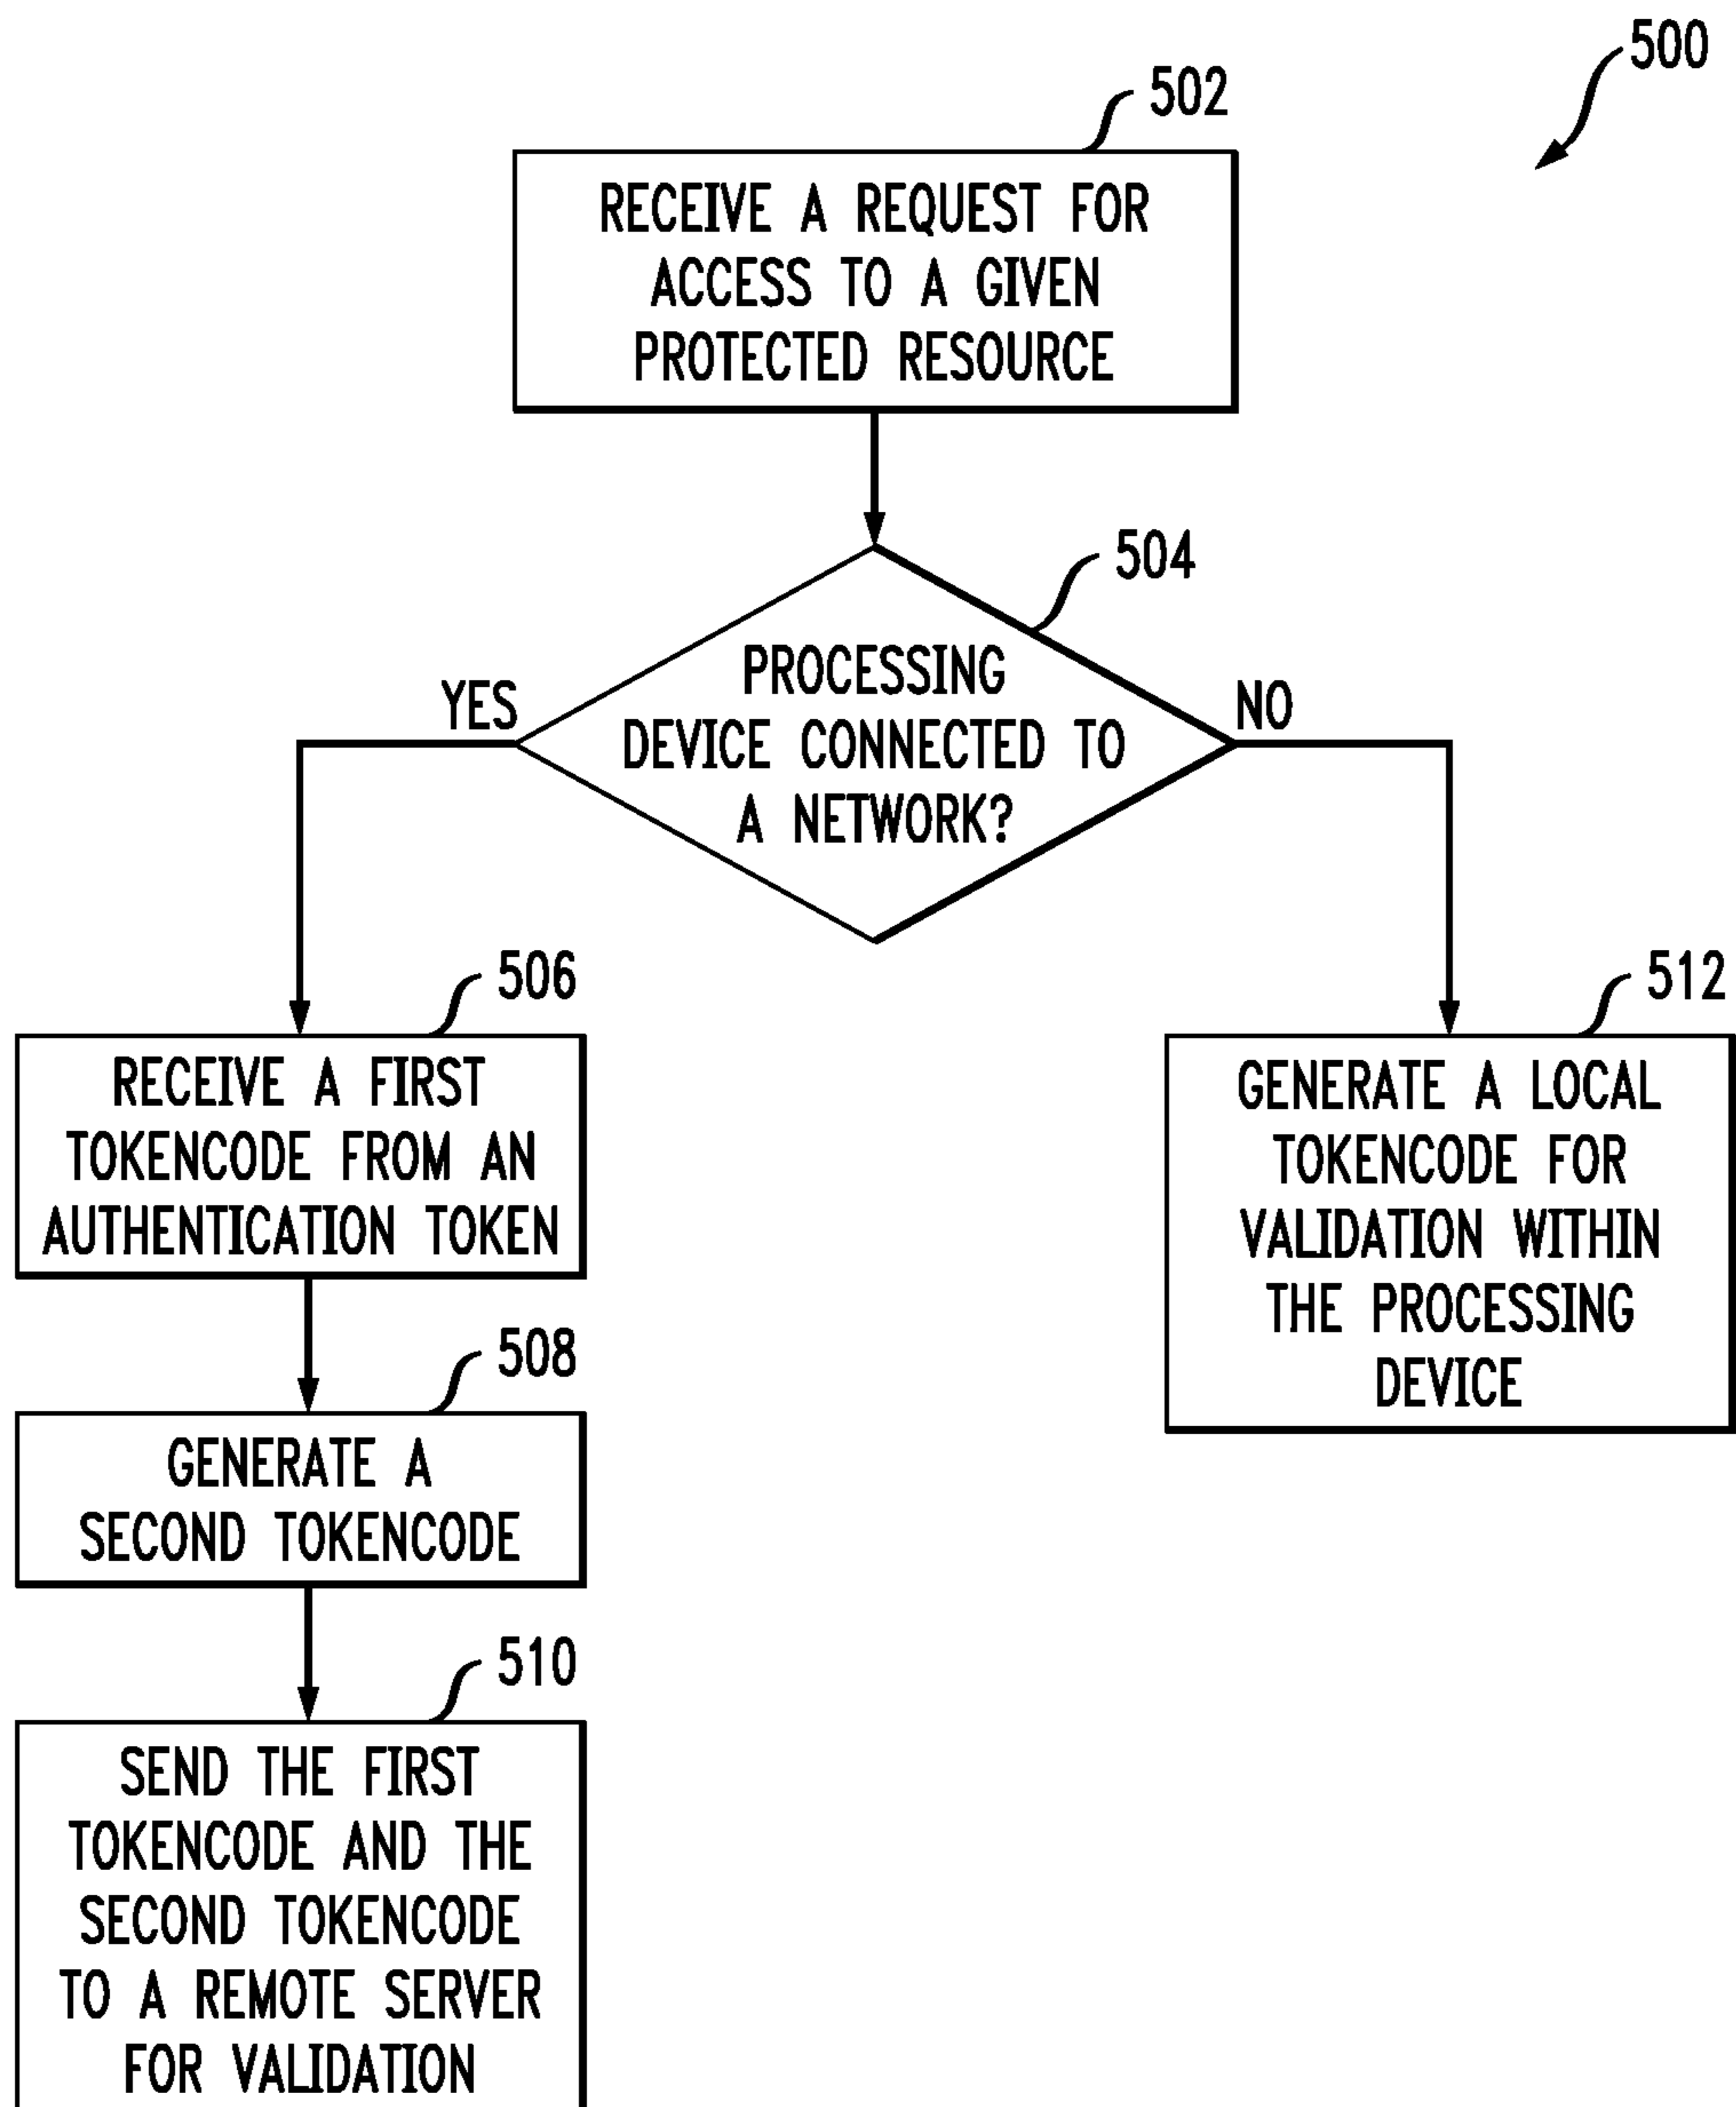 500
502
RECEIVE A REQUEST FOR
ACCESS TO A GIVEN
PROTECTED RESOURCE
504
PROCESSING
DEVICE CONNECTED TO
A NETWORK?
YES
NO
506
RECEIVE A FIRST
TOKENCODE FROM AN
AUTHENTICATION TOKEN
508
GENERATE A
SECOND TOKENCODE
510
SEND THE FIRST
TOKENCODE AND THE
SECOND TOKENCODE
TO A REMOTE SERVER
FOR VALIDATION
512
GENERATE A LOCAL
TOKENCODE FOR
VALIDATION WITHIN
THE PROCESSING
DEVICE